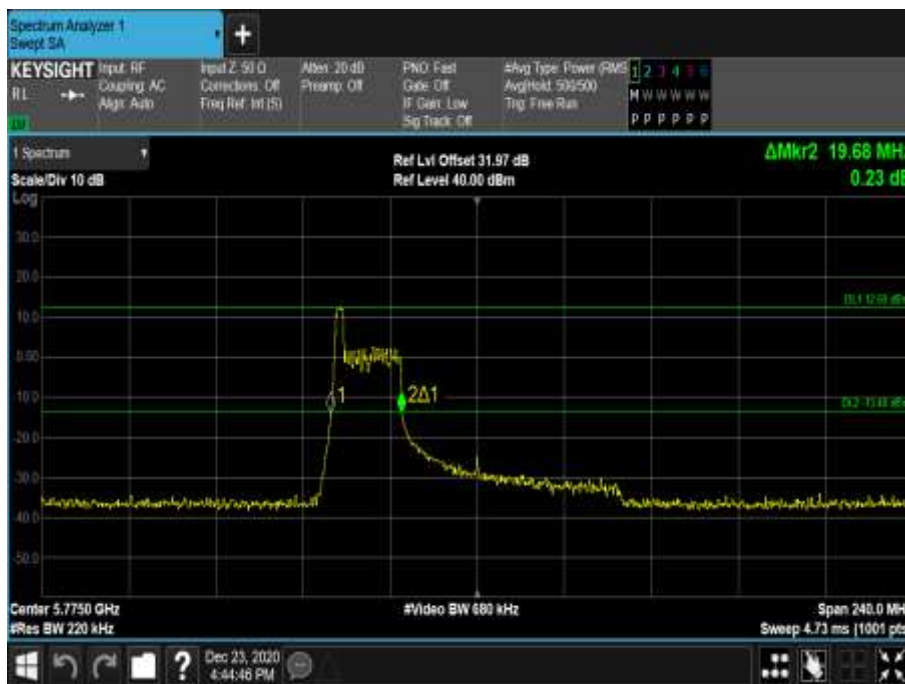 Spectrum Analyzer 1
Swept SA
+
KEYSIGHT Input: RF Input Z: 50 Ω Atten: 20 dB PNO: Fast #Avg Type: Power (RMS 1 2 3 4 5 6
RL Coupling: AC Corrections: Off Preamp: Off Gate: Off Avg|Hold: 500/500 M W W W W W
Align: Auto Freq Ref: Int (S) IF Gain: Low Trig: Free Run
Sig Track: Off P P P P P P
1 Spectrum
Ref Lvl Offset 31.97 dB ΔMkr2 19.68 MH
Scale/Div 10 dB Ref Level 40.00 dBm 0.23 dB
Log
30.0
20.0
10.0
0.00
-10.0
1 2Δ1
-20.0
-30.0
-40.0
-50.0
Center 5.7750 GHz #Video BW 680 kHz Span 240.0 MH
#Res BW 220 kHz Sweep 4.73 ms (1001 pts
? Dec 23, 2020
4:44:46 PM